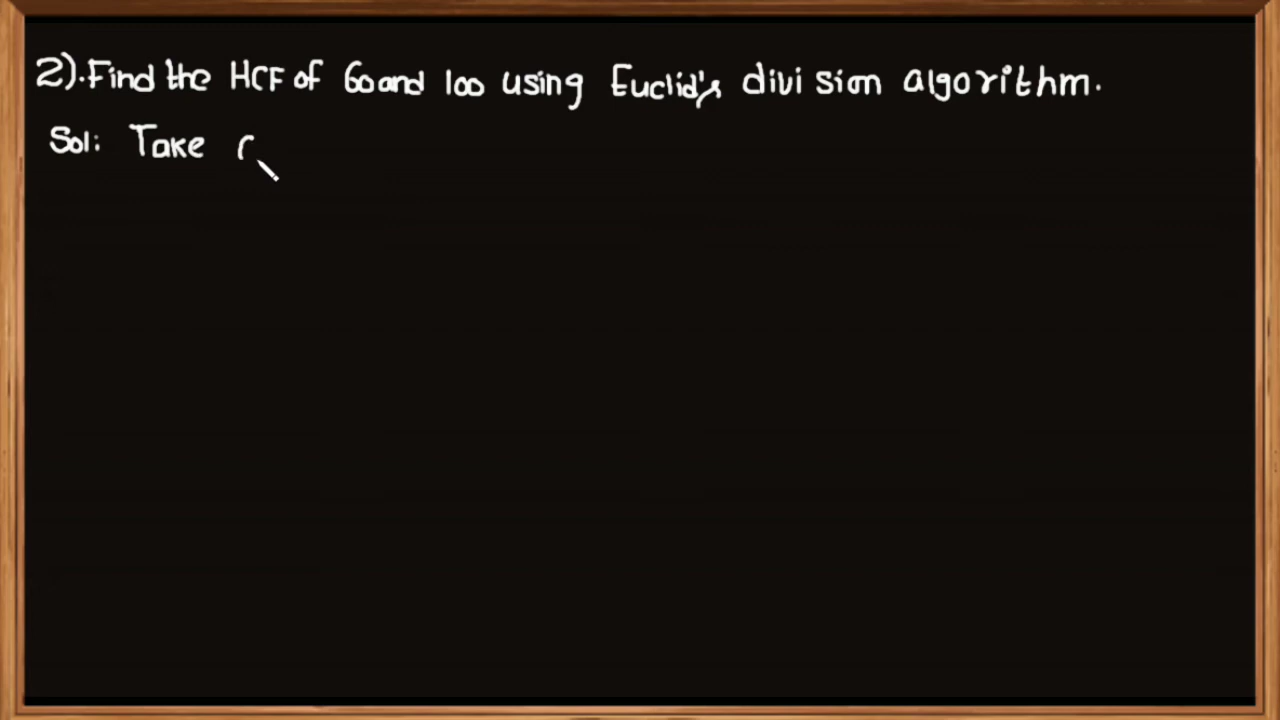 2).Find the HCF of 60 and 100 using Euclid's division algorithm.
Sol: Take